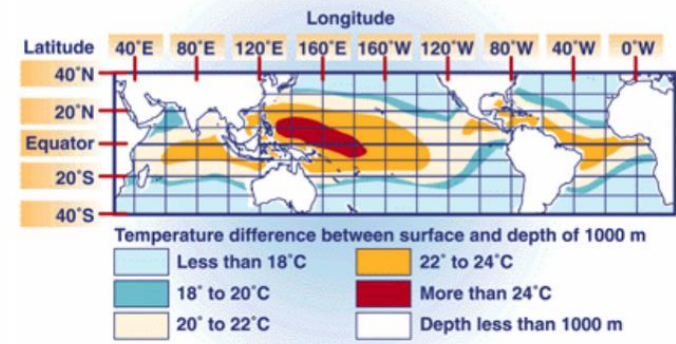 Longitude
Latitude 40°E 80°E 120°E 160°E 160°W 120°W 80°W 40°W 0°W
40°N
20°N
Equator
20°S
40°S
Temperature difference between surface and depth of 1000 m
Less than 18°C 22° to 24°C
18° to 20°C More than 24°C
20° to 22°C Depth less than 1000 m